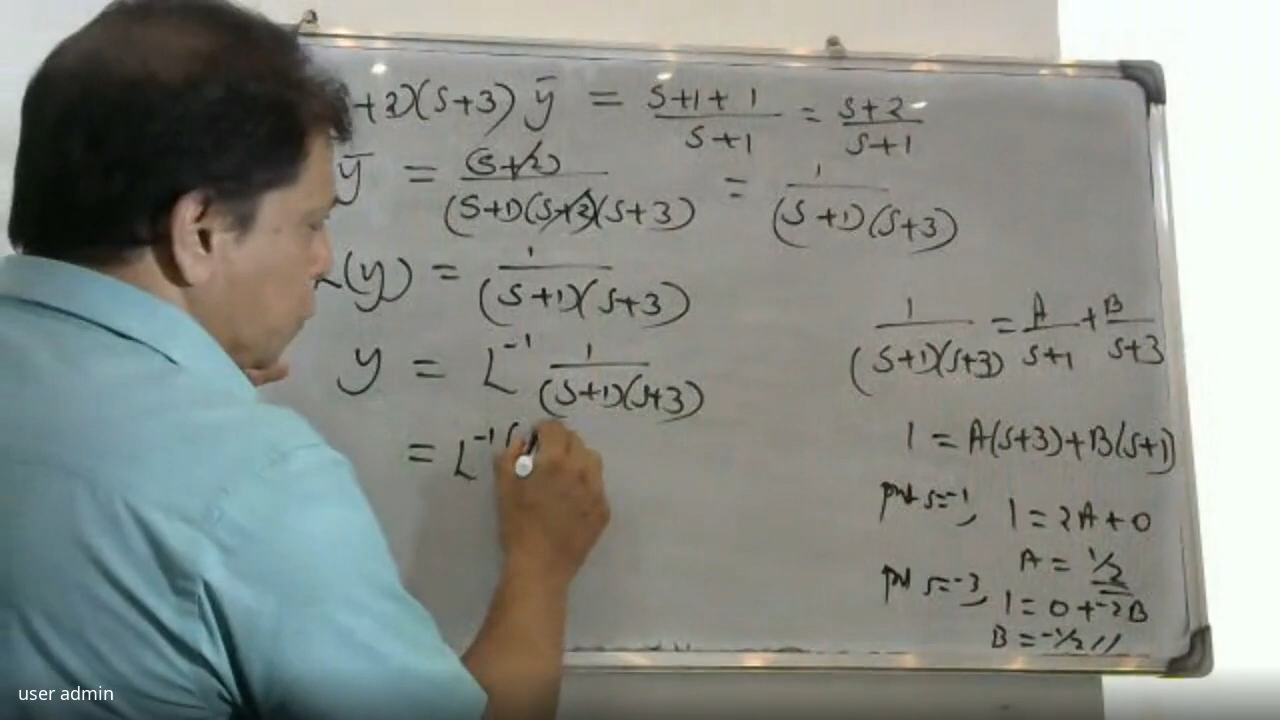 +2)(s+3) ȳ = s+1+1/s+1 = s+2/s+1
ȳ = (s+2)/(s+1)(s+2)(s+3) = 1/(s+1)(s+3)
(y) = 1/(s+1)(s+3)
y = L⁻¹ 1/(s+1)(s+3)
= L⁻¹(
1/(s+1)(s+3) = A/s+1 + B/s+3
1 = A(s+3)+B(s+1)
put s=-1, 1 = 2A+0
A = 1/2
put s=-3, 1 = 0+-2B
B = -1/2 //
user admin